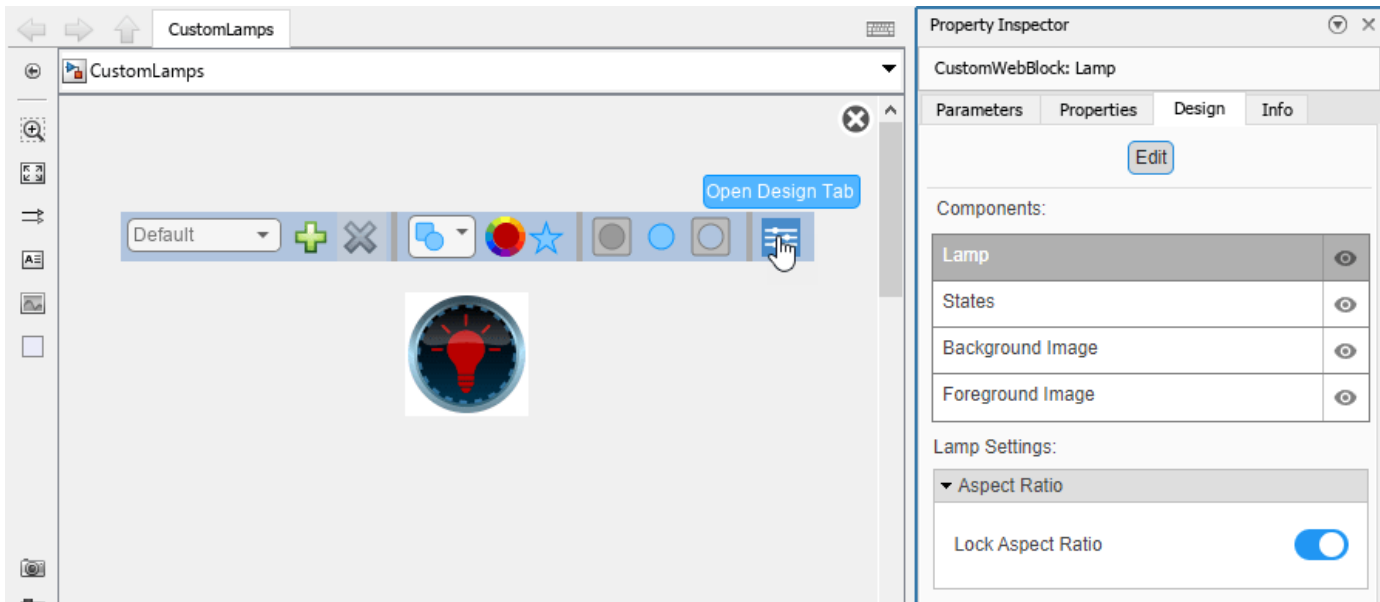 CustomLamps
CustomLamps
Open Design Tab
Default
Property Inspector
CustomWebBlock: Lamp
Parameters Properties Design Info
Edit
Components:
Lamp
States
Background Image
Foreground Image
Lamp Settings:
Aspect Ratio
Lock Aspect Ratio